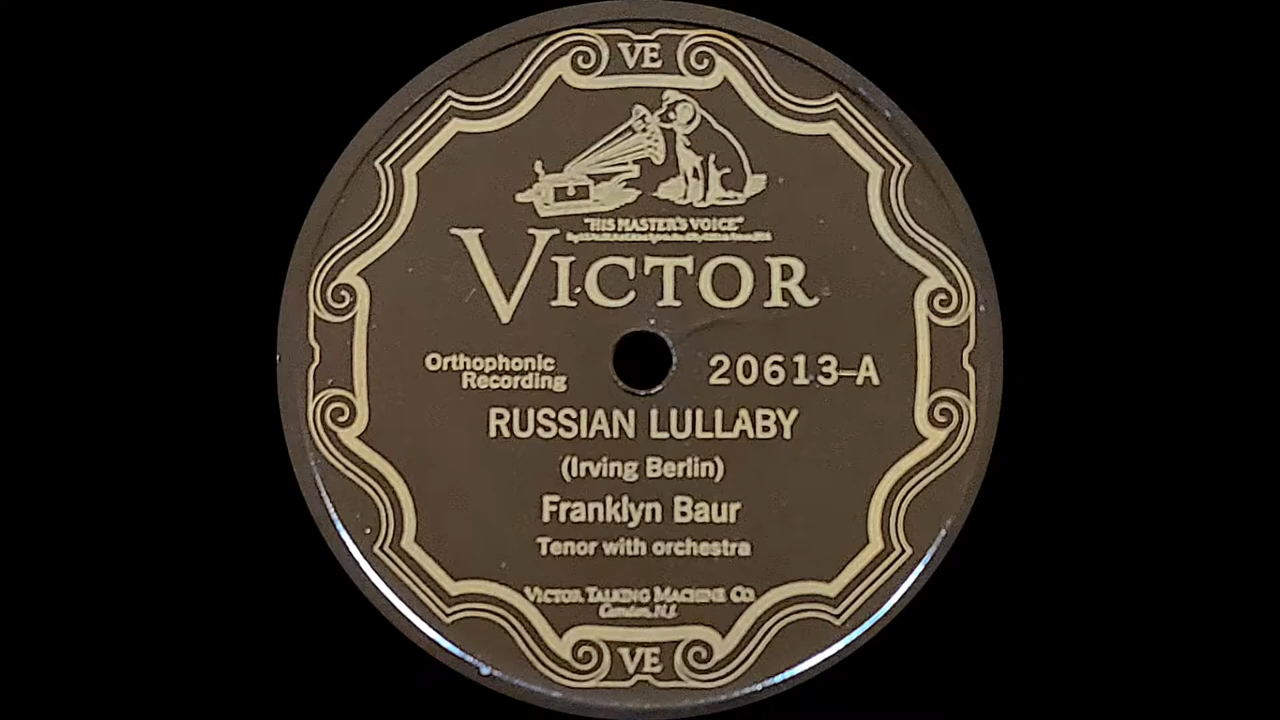 VE
"HIS MASTER'S VOICE"
VICTOR
Orthophonic
Recording
20613-A
RUSSIAN LULLABY
(Irving Berlin)
Franklyn Baur
Tenor with orchestra
VICTOR TALKING MACHINE CO.
Camden, N.J.
VE